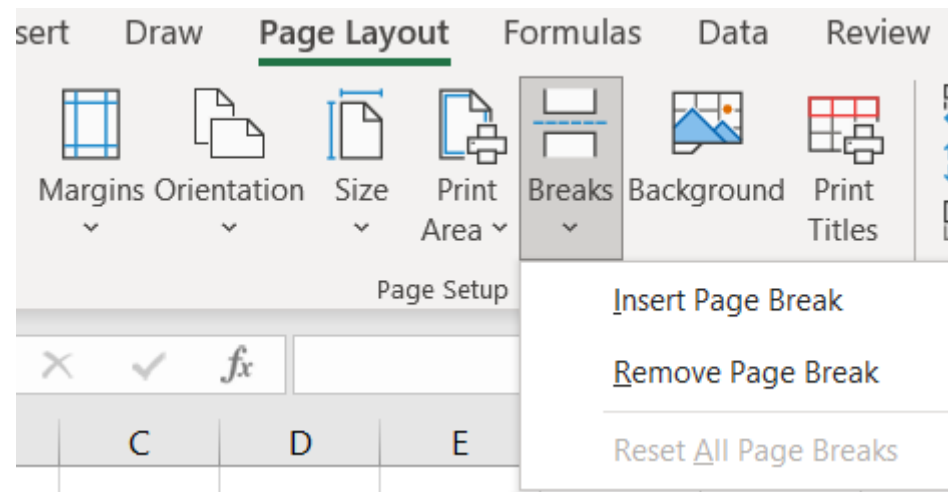 sert Draw Page Layout Formulas Data Review
Margins Orientation Size Print Breaks Background Print
Area Titles
Page Setup
Insert Page Break
fx
Remove Page Break
C D E
Reset All Page Breaks